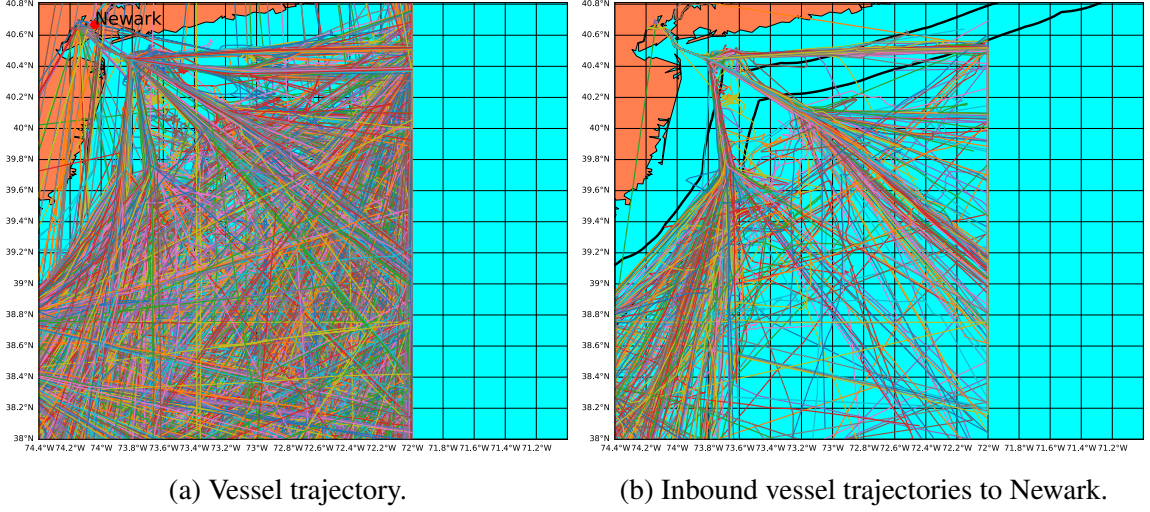 Newark
40.8°N
40.6°N
40.4°N
40.2°N
40°N
39.8°N
39.6°N
39.4°N
39.2°N
39°N
38.8°N
38.6°N
38.4°N
38.2°N
38°N
74.4°W 74.2°W 74°W 73.8°W 73.6°W 73.4°W 73.2°W 73°W 72.8°W 72.6°W 72.4°W 72.2°W 72°W 71.8°W 71.6°W 71.4°W 71.2°W
(a) Vessel trajectory.
40.8°N
40.6°N
40.4°N
40.2°N
40°N
39.8°N
39.6°N
39.4°N
39.2°N
39°N
38.8°N
38.6°N
38.4°N
38.2°N
38°N
74.4°W 74.2°W 74°W 73.8°W 73.6°W 73.4°W 73.2°W 73°W 72.8°W 72.6°W 72.4°W 72.2°W 72°W 71.8°W 71.6°W 71.4°W 71.2°W
(b) Inbound vessel trajectories to Newark.